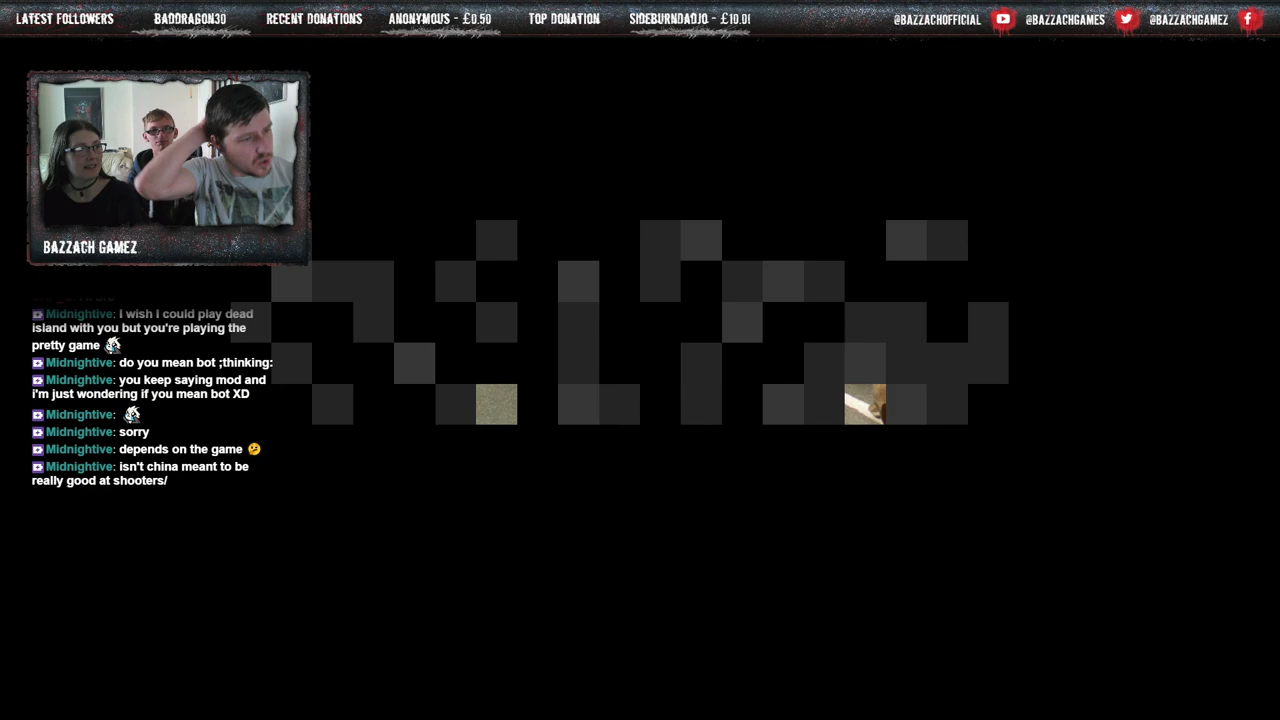 LATEST FOLLOWERS BADDRAGON30 RECENT DONATIONS ANONYMOUS - £0.50 TOP DONATION SIDEBURNDADJO - £10.01 @BAZZACHOFFICIAL @BAZZACHGAMES @BAZZACHGAMEZ
BAZZACH GAMEZ
Midnightive: I wish I could play dead
island with you but you're playing the
pretty game
Midnightive: do you mean bot ;thinking:
Midnightive: you keep saying mod and
i'm just wondering if you mean bot XD
Midnightive:
Midnightive: sorry
Midnightive: depends on the game
Midnightive: isn't china meant to be
really good at shooters/